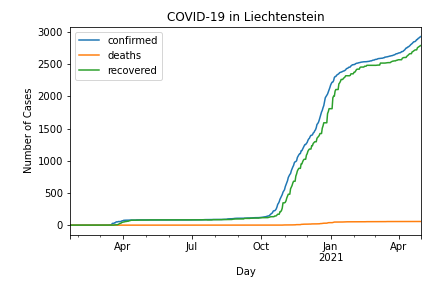 COVID-19 in Liechtenstein
confirmed
deaths
recovered
Number of Cases
3000
2500
2000
1500
1000
500
0
Apr
Jul
Oct
Jan
2021
Apr
Day